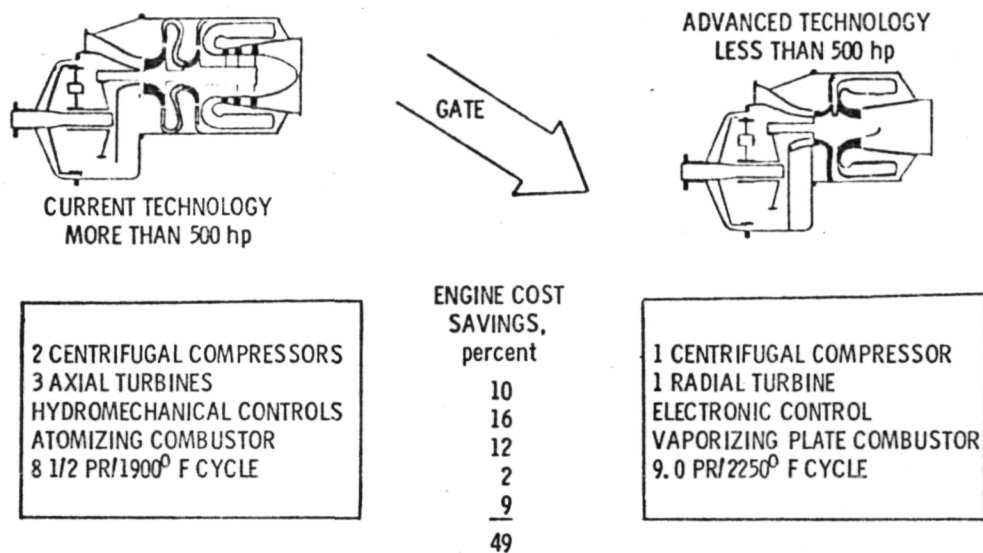 ADVANCED TECHNOLOGY
LESS THAN 500 hp
GATE
CURRENT TECHNOLOGY
MORE THAN 500 hp
2 CENTRIFUGAL COMPRESSORS
3 AXIAL TURBINES
HYDROMECHANICAL CONTROLS
ATOMIZING COMBUSTOR
8 1/2 PR/1900⁰ F CYCLE
ENGINE COST
SAVINGS,
percent
10
16
12
2
9
49
1 CENTRIFUGAL COMPRESSOR
1 RADIAL TURBINE
ELECTRONIC CONTROL
VAPORIZING PLATE COMBUSTOR
9.0 PR/2250⁰ F CYCLE